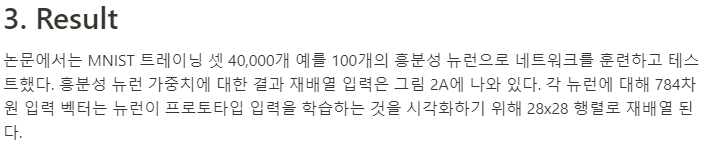 3. Result
논문에서는 MNIST 트레이닝 셋 40,000개 예를 100개의 흥분성 뉴런으로 네트워크를 훈련하고 테스
트했다. 흥분성 뉴런 가중치에 대한 결과 재배열 입력은 그림 2A에 나와 있다. 각 뉴런에 대해 784차
원 입력 벡터는 뉴런이 프로토타입 입력을 학습하는 것을 시각화하기 위해 28x28 행렬로 재배열 된
다.